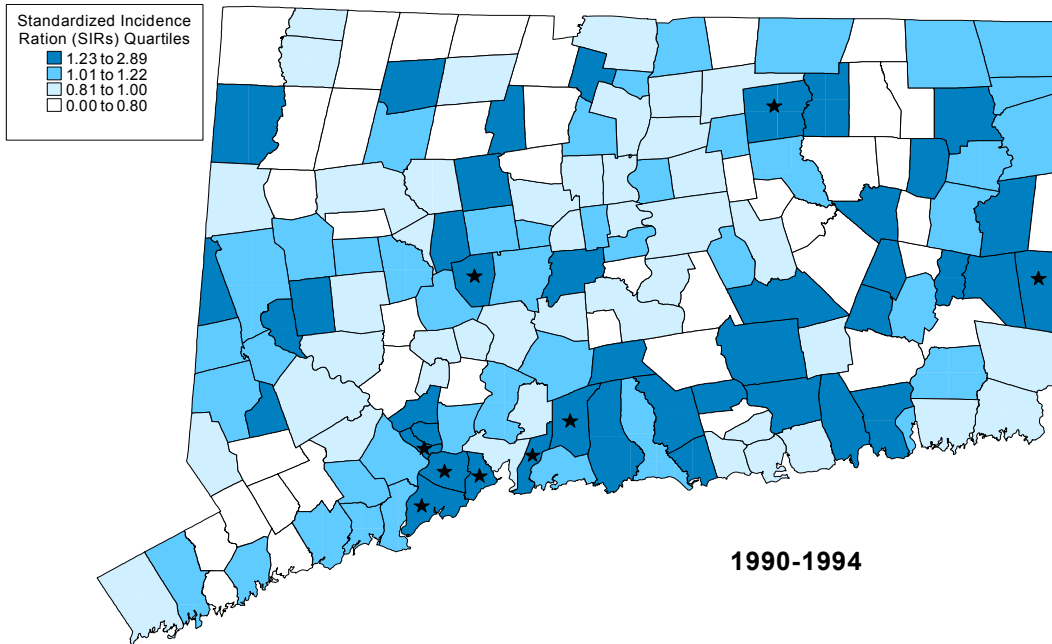 Standardized Incidence
Ration (SIRs) Quartiles
1.23 to 2.89
1.01 to 1.22
0.81 to 1.00
0.00 to 0.80
1990-1994